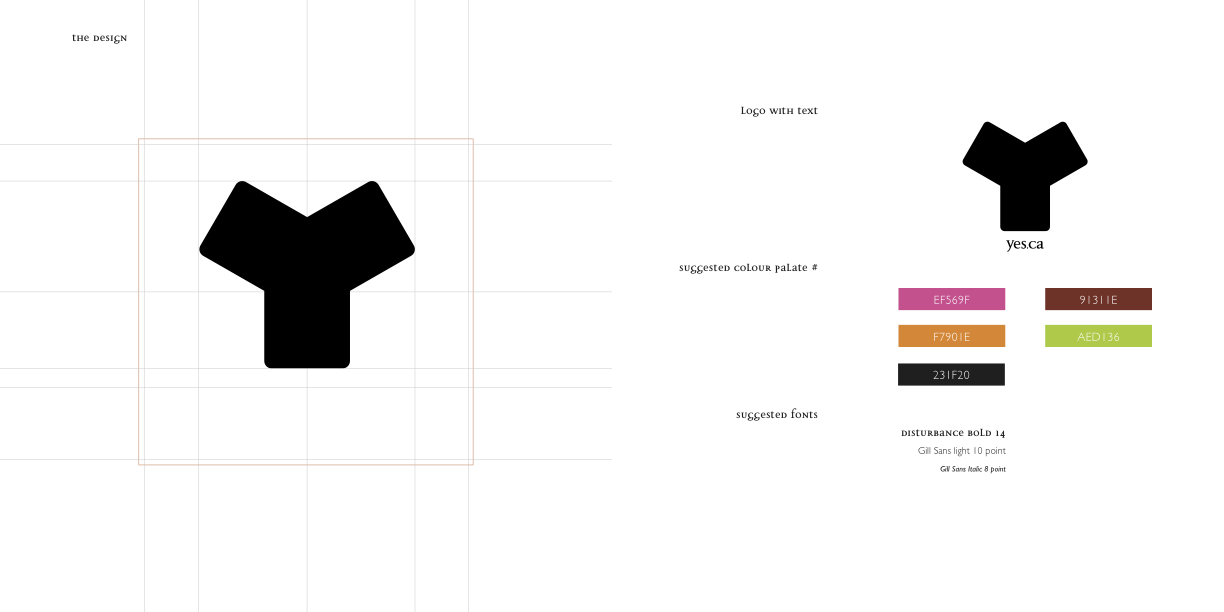 the design
Logo with text
yes.ca
suggested colour palate #
EF569F
91311E
F7901E
AED136
231F20
suggested fonts
disturbance bold 14
Gill Sans light 10 point
Gill Sans Italic 8 point